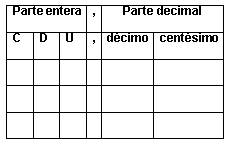 Parte entera , Parte decimal
C D U , décimo centésimo